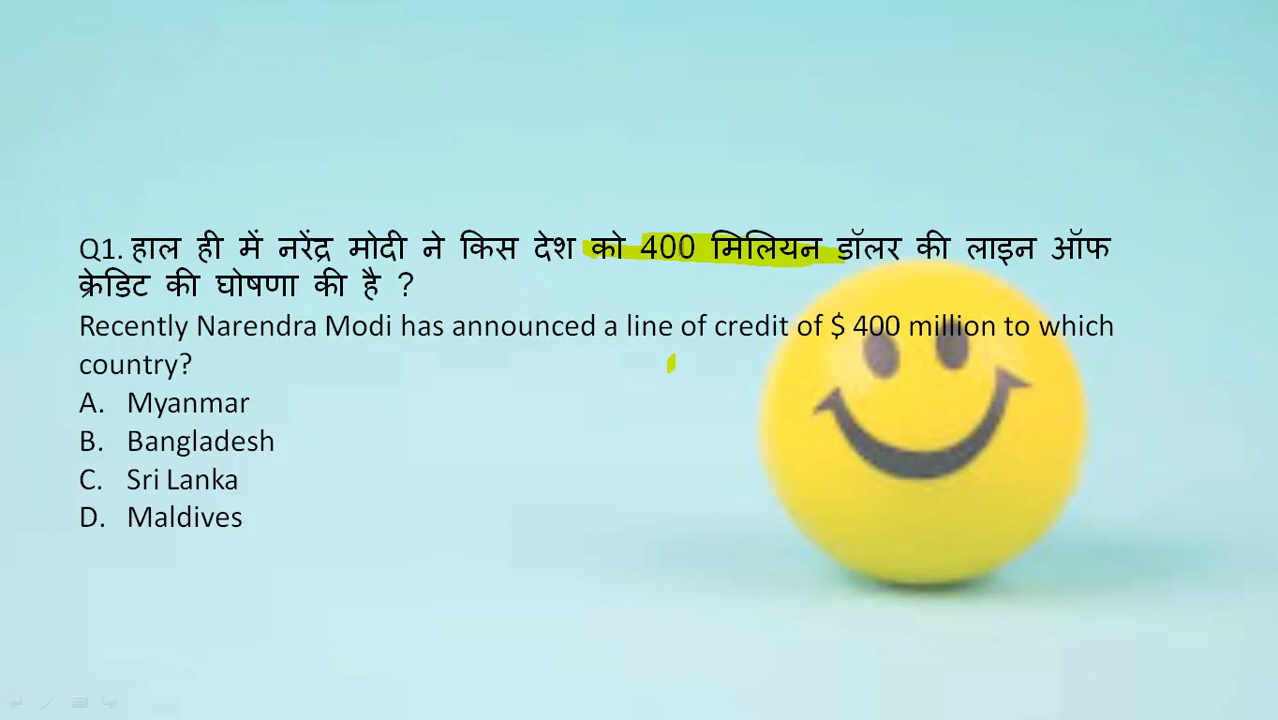 Q1. हाल ही में नरेंद्र मोदी ने किस देश को 400 मिलियन डॉलर की लाइन ऑफ
क्रेडिट की घोषणा की है ?
Recently Narendra Modi has announced a line of credit of $ 400 million to which
country?
A. Myanmar
B. Bangladesh
C. Sri Lanka
D. Maldives